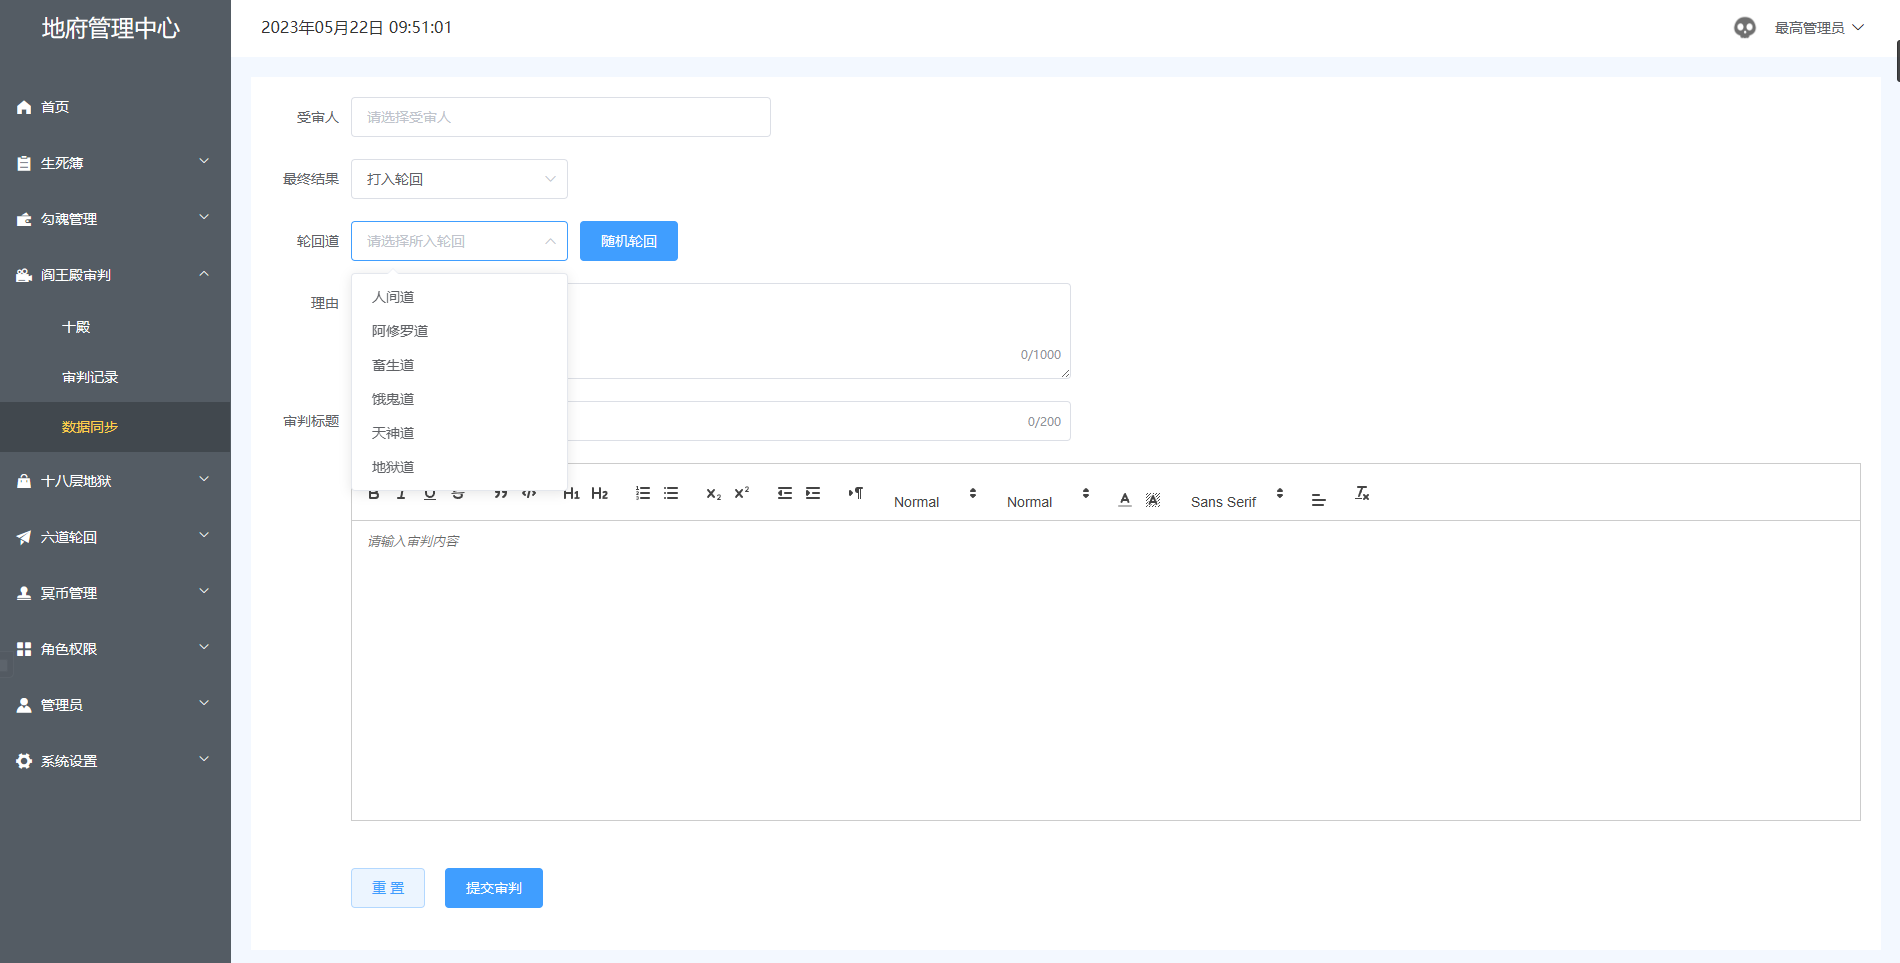 地府管理中心
2023年05月22日 09:51:01
最高管理员
首页
生死簿
勾魂管理
阎王殿审判
十殿
审判记录
数据同步
十八层地狱
六道轮回
冥币管理
角色权限
管理员
系统设置
受审人 请选择受审人
最终结果 打入轮回
轮回道 请选择所入轮回 随机轮回
人间道
阿修罗道
畜生道
饿鬼道
天神道
地狱道
理由
0/1000
审判标题 0/200
B I U S H1 H2 X2 X2 Normal Normal A A Sans Serif Tx
请输入审判内容
重 置 提交审判